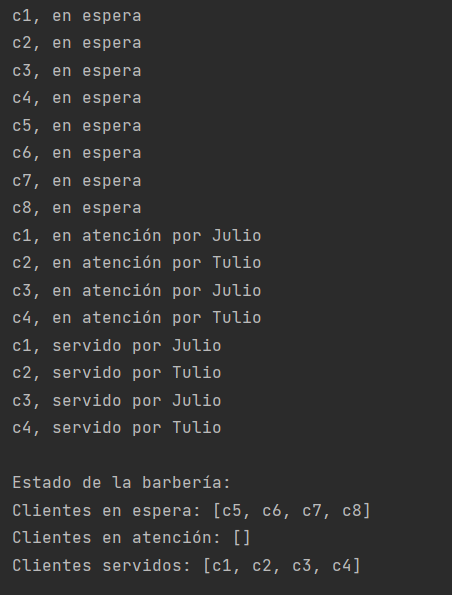 c1, en espera
c2, en espera
c3, en espera
c4, en espera
c5, en espera
c6, en espera
c7, en espera
c8, en espera
c1, en atención por Julio
c2, en atención por Tulio
c3, en atención por Julio
c4, en atención por Tulio
c1, servido por Julio
c2, servido por Tulio
c3, servido por Julio
c4, servido por Tulio
Estado de la barbería:
Clientes en espera: [c5, c6, c7, c8]
Clientes en atención: []
Clientes servidos: [c1, c2, c3, c4]